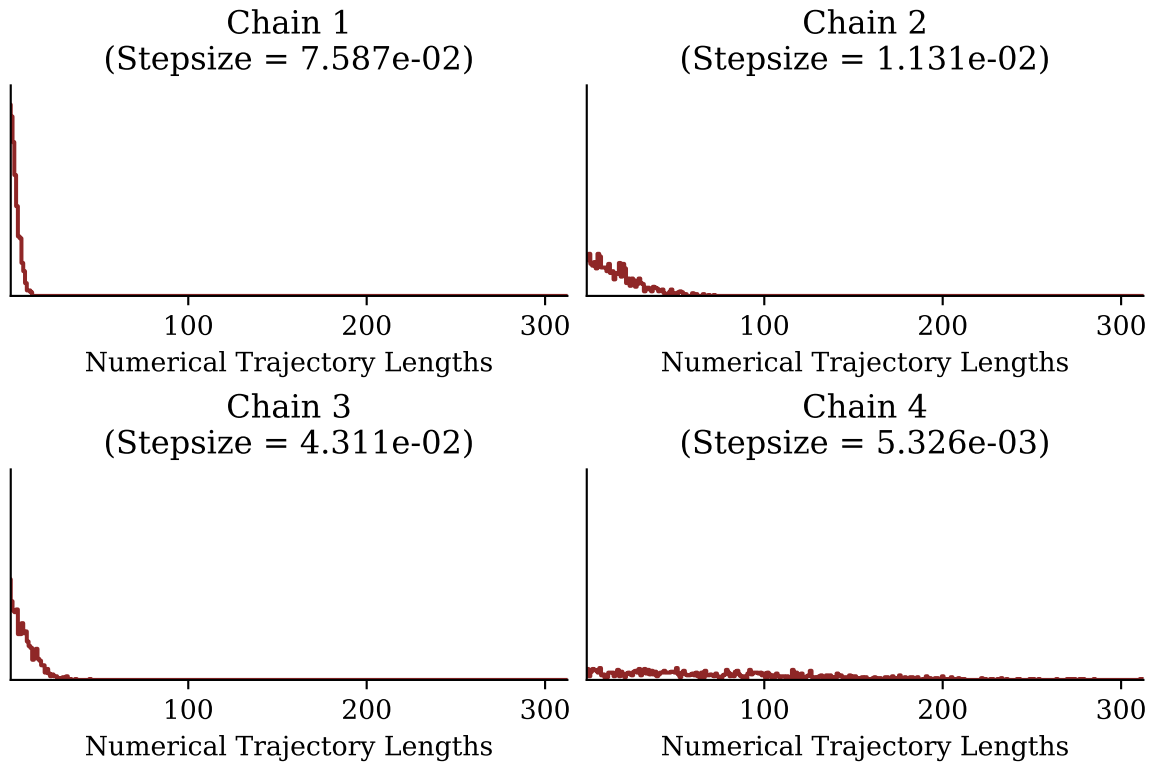 Chain 1
(Stepsize = 7.587e-02)
100 200 300
Numerical Trajectory Lengths
Chain 2
(Stepsize = 1.131e-02)
100 200 300
Numerical Trajectory Lengths
Chain 3
(Stepsize = 4.311e-02)
100 200 300
Numerical Trajectory Lengths
Chain 4
(Stepsize = 5.326e-03)
100 200 300
Numerical Trajectory Lengths